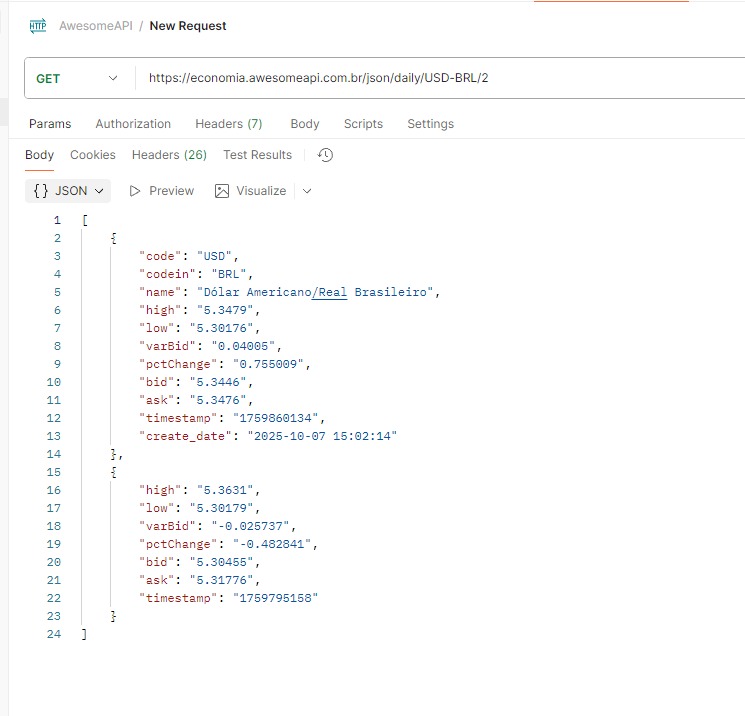 HTTP AwesomeAPI / New Request
GET https://economia.awesomeapi.com.br/json/daily/USD-BRL/2
Params Authorization Headers (7) Body Scripts Settings
Body Cookies Headers (26) Test Results
{} JSON Preview Visualize
1 [
2 {
3 "code": "USD",
4 "codein": "BRL",
5 "name": "Dólar Americano/Real Brasileiro",
6 "high": "5.3479",
7 "low": "5.30176",
8 "varBid": "0.04005",
9 "pctChange": "0.755009",
10 "bid": "5.3446",
11 "ask": "5.3476",
12 "timestamp": "1759860134",
13 "create_date": "2025-10-07 15:02:14"
14 },
15 {
16 "high": "5.3631",
17 "low": "5.30179",
18 "varBid": "-0.025737",
19 "pctChange": "-0.482841",
20 "bid": "5.30455",
21 "ask": "5.31776",
22 "timestamp": "1759795158"
23 }
24 ]